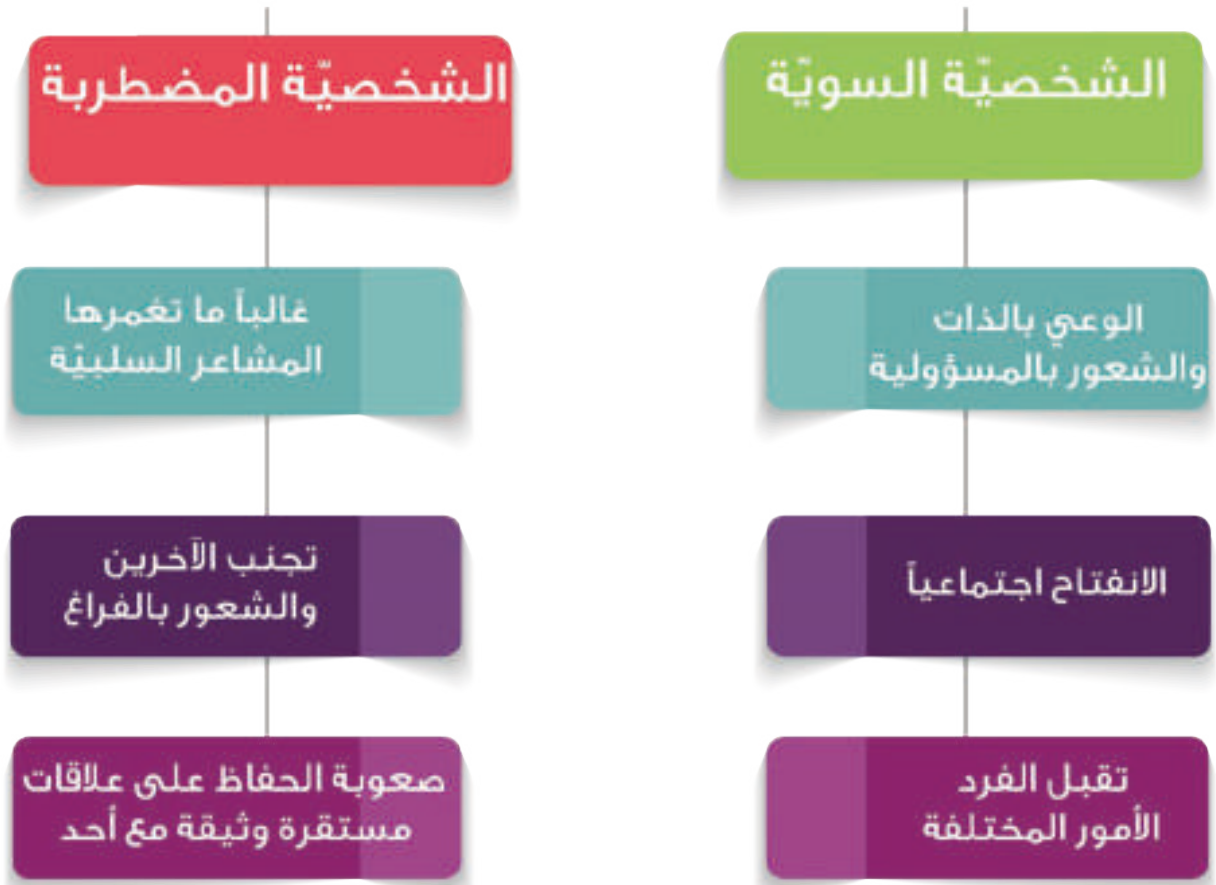 الشخصيّة السويّة
الوعي بالذات
والشعور بالمسؤولية
الانفتاح اجتماعياً
تقبل الفرد
الأمور المختلفة
الشخصيّة المضطربة
غالباً ما تغمرها
المشاعر السلبيّة
تجنب الآخرين
والشعور بالفراغ
صعوبة الحفاظ على علاقات
مستقرة وثيقة مع أحد